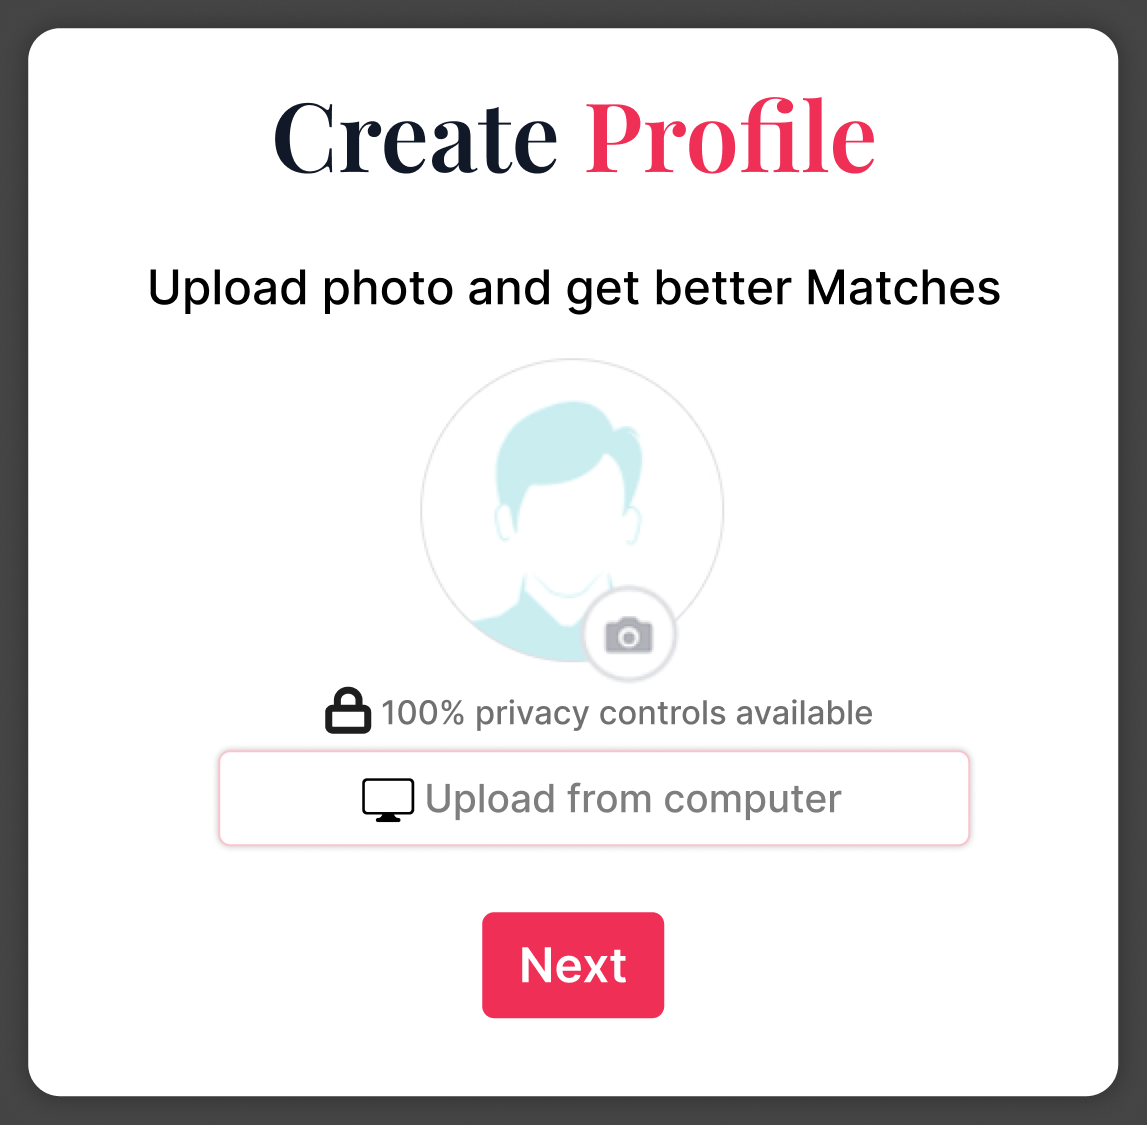 Create Profile
Upload photo and get better Matches
100% privacy controls available
Upload from computer
Next